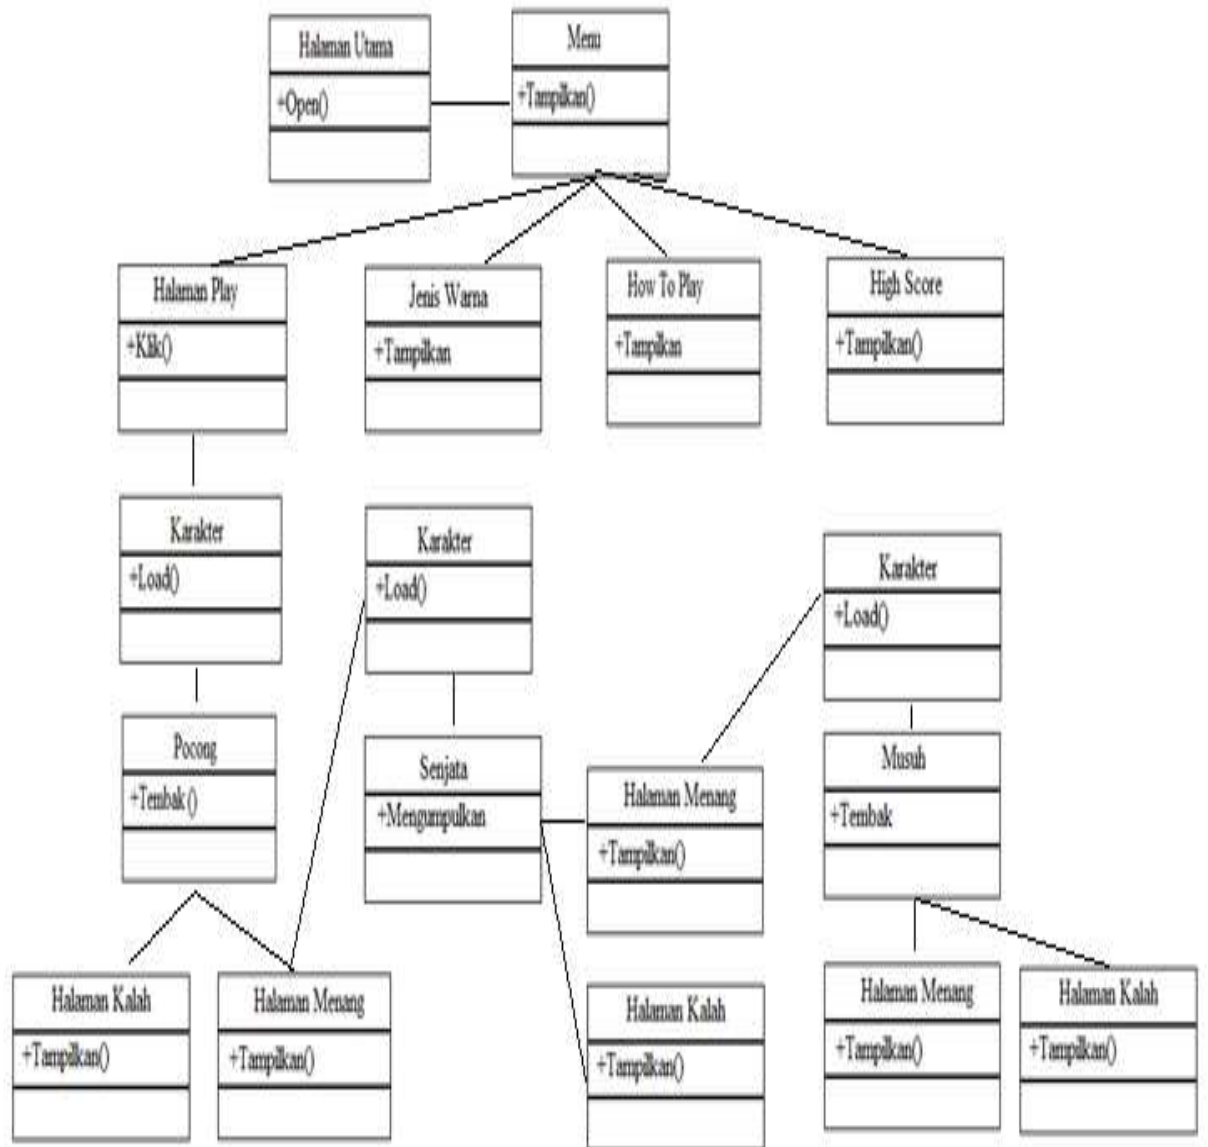 Halaman Utama
+Open()
Menu
+Tampilkan()
Halaman Play
+Klik()
Jenis Warna
+Tampilkan
How To Play
+Tampilkan
High Score
+Tampilkan()
Karakter
+Load()
Karakter
+Load()
Karakter
+Load()
Pocong
+Tembak ()
Senjata
+Mengumpulkan
Halaman Menang
+Tampilkan()
Musuh
+Tembak
Halaman Kalah
+Tampilkan()
Halaman Menang
+Tampilkan()
Halaman Kalah
+Tampilkan()
Halaman Menang
+Tampilkan()
Halaman Kalah
+Tampilkan()